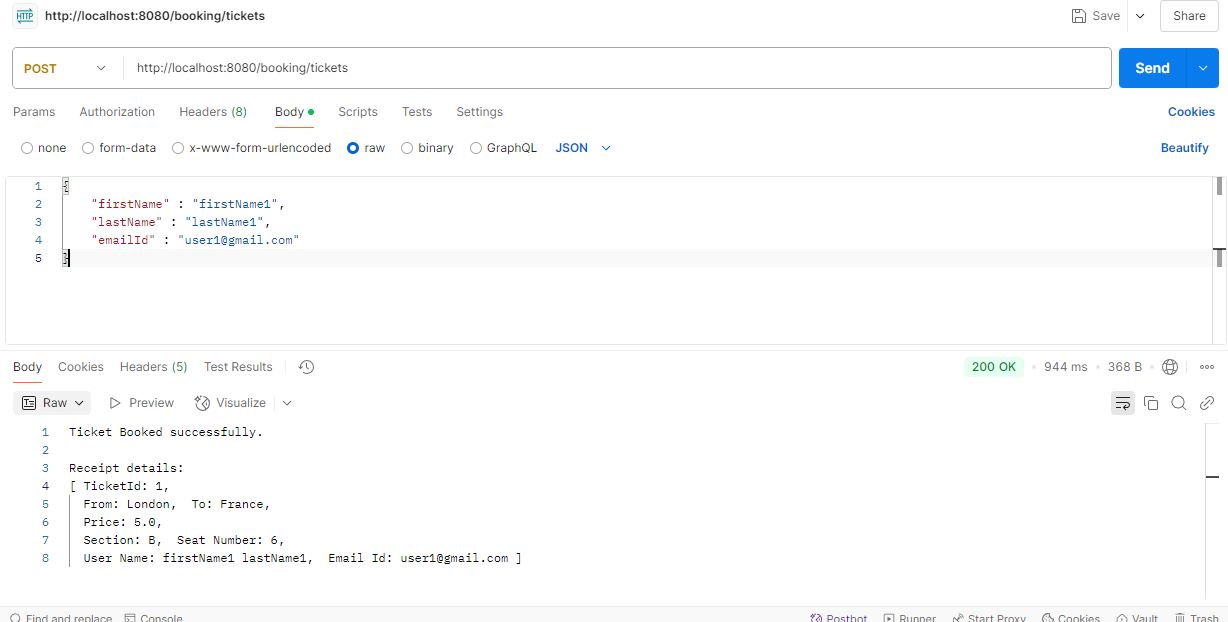 HTTP http://localhost:8080/booking/tickets Save Share
POST http://localhost:8080/booking/tickets Send
Params Authorization Headers (8) Body Scripts Tests Settings Cookies
none form-data x-www-form-urlencoded raw binary GraphQL JSON Beautify
1 {
2 "firstName" : "firstName1",
3 "lastName" : "lastName1",
4 "emailId" : "user1@gmail.com"
5 }
Body Cookies Headers (5) Test Results 200 OK • 944 ms • 368 B
Raw Preview Visualize
1 Ticket Booked successfully.
2
3 Receipt details:
4 [ TicketId: 1,
5 From: London, To: France,
6 Price: 5.0,
7 Section: B, Seat Number: 6,
8 User Name: firstName1 lastName1, Email Id: user1@gmail.com ]
Find and replace Console Postbot Runner Start Proxy Cookies Vault Trash